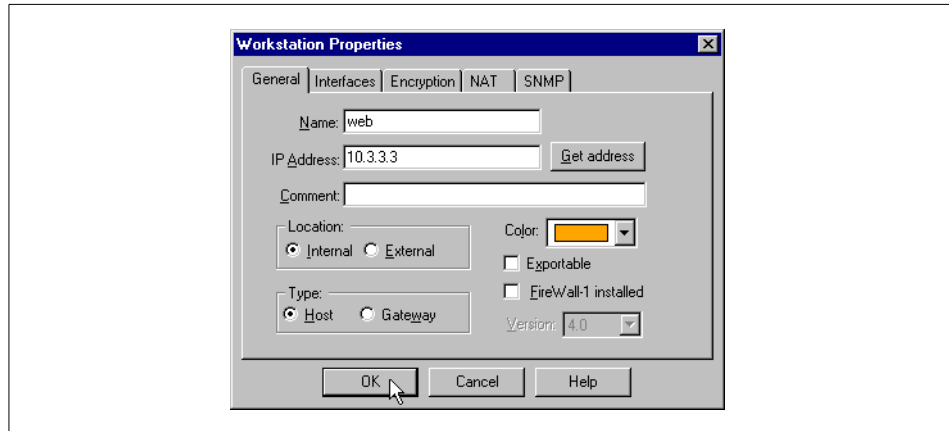 Workstation Properties
General Interfaces Encryption NAT SNMP
Name: web
IP Address: 10.3.3.3 Get address
Comment:
Location: Color:
Internal External
Exportable
Type: FireWall-1 installed
Host Gateway
Version: 4.0
OK Cancel Help